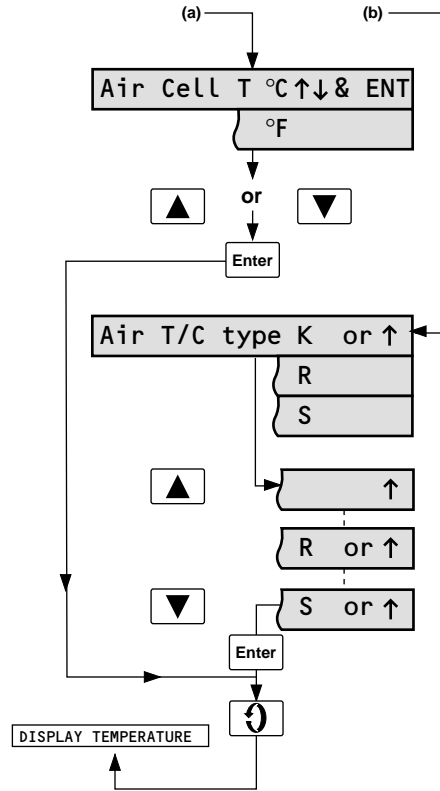 (a) (b)
Air Cell T °C↑↓& ENT
°F
or
Enter
Air T/C type K or ↑
R
S
↑
R or ↑
S or ↑
Enter
DISPLAY TEMPERATURE